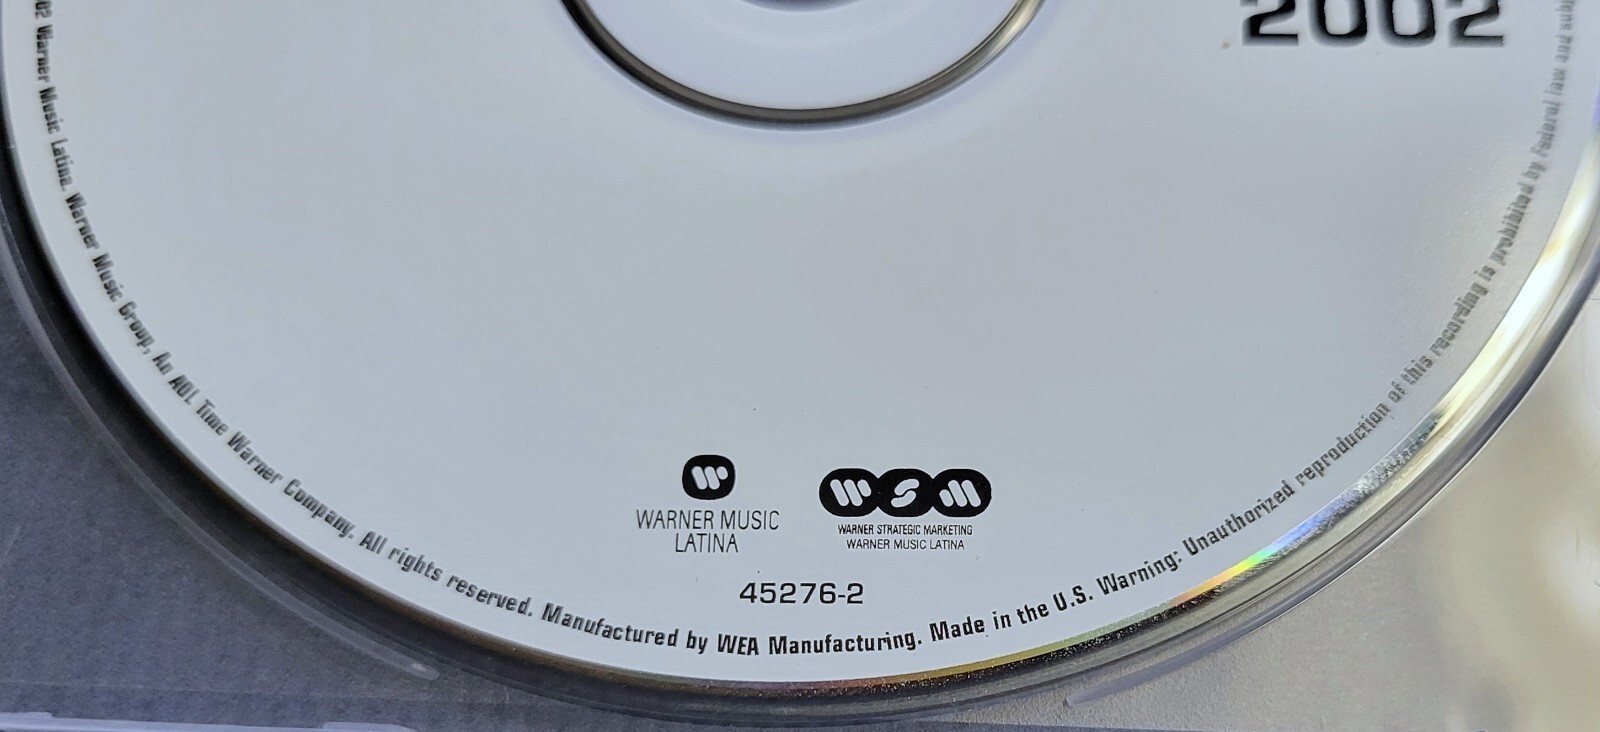 2002
WARNER MUSIC
LATINA
WSM
WARNER STRATEGIC MARKETING
WARNER MUSIC LATINA
45276-2
02 Warner Music Latina. Warner Music Group, An AOL Time Warner Company. All rights reserved. Manufactured by WEA Manufacturing. Made in the U.S. Warning: Unauthorized reproduction of this recording is prohibited by Federal law and